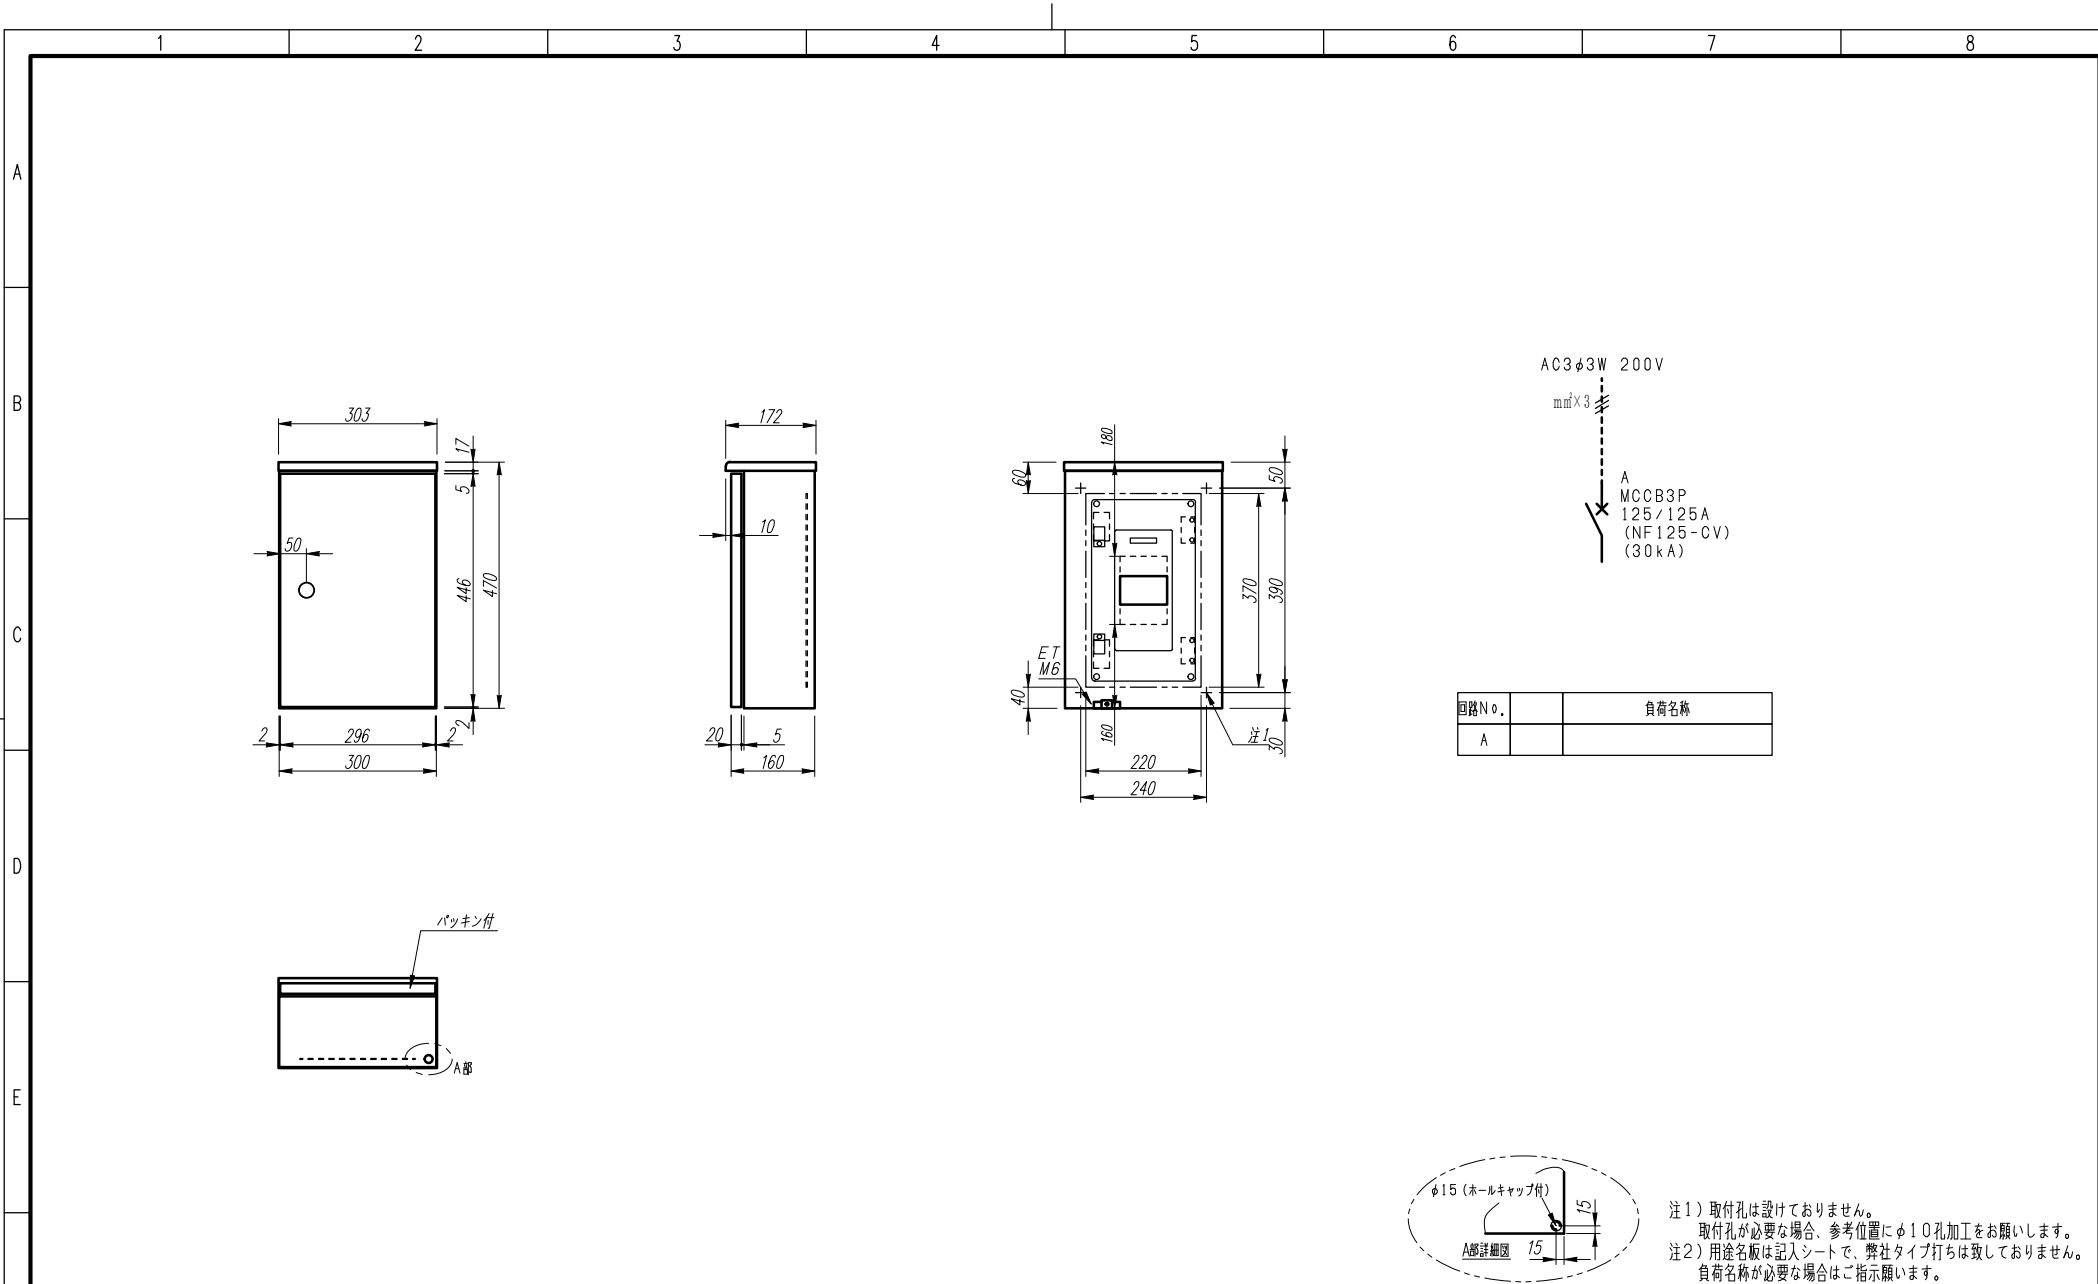 1 2 3 4 5 6 7 8
A
B
C
D
E
303
17
5
50
446
470
2
2
296
2
300
172
10
20
5
160
180
60
50
370
390
ET
M6
40
160
注1
30
220
240
AC3φ3W 200V
mm²×3
A
MCCB3P
125/125A
(NF125-CV)
(30kA)
回路No. 負荷名称
A
パッキン付
A部
φ15(ホールキャップ付)
15
A部詳細図
15
注1)取付孔は設けておりません。
取付孔が必要な場合、参考位置にφ10孔加工をお願いします。
注2)用途名板は記入シートで、弊社タイプ打ちは致しておりません。
負荷名称が必要な場合はご指示願います。